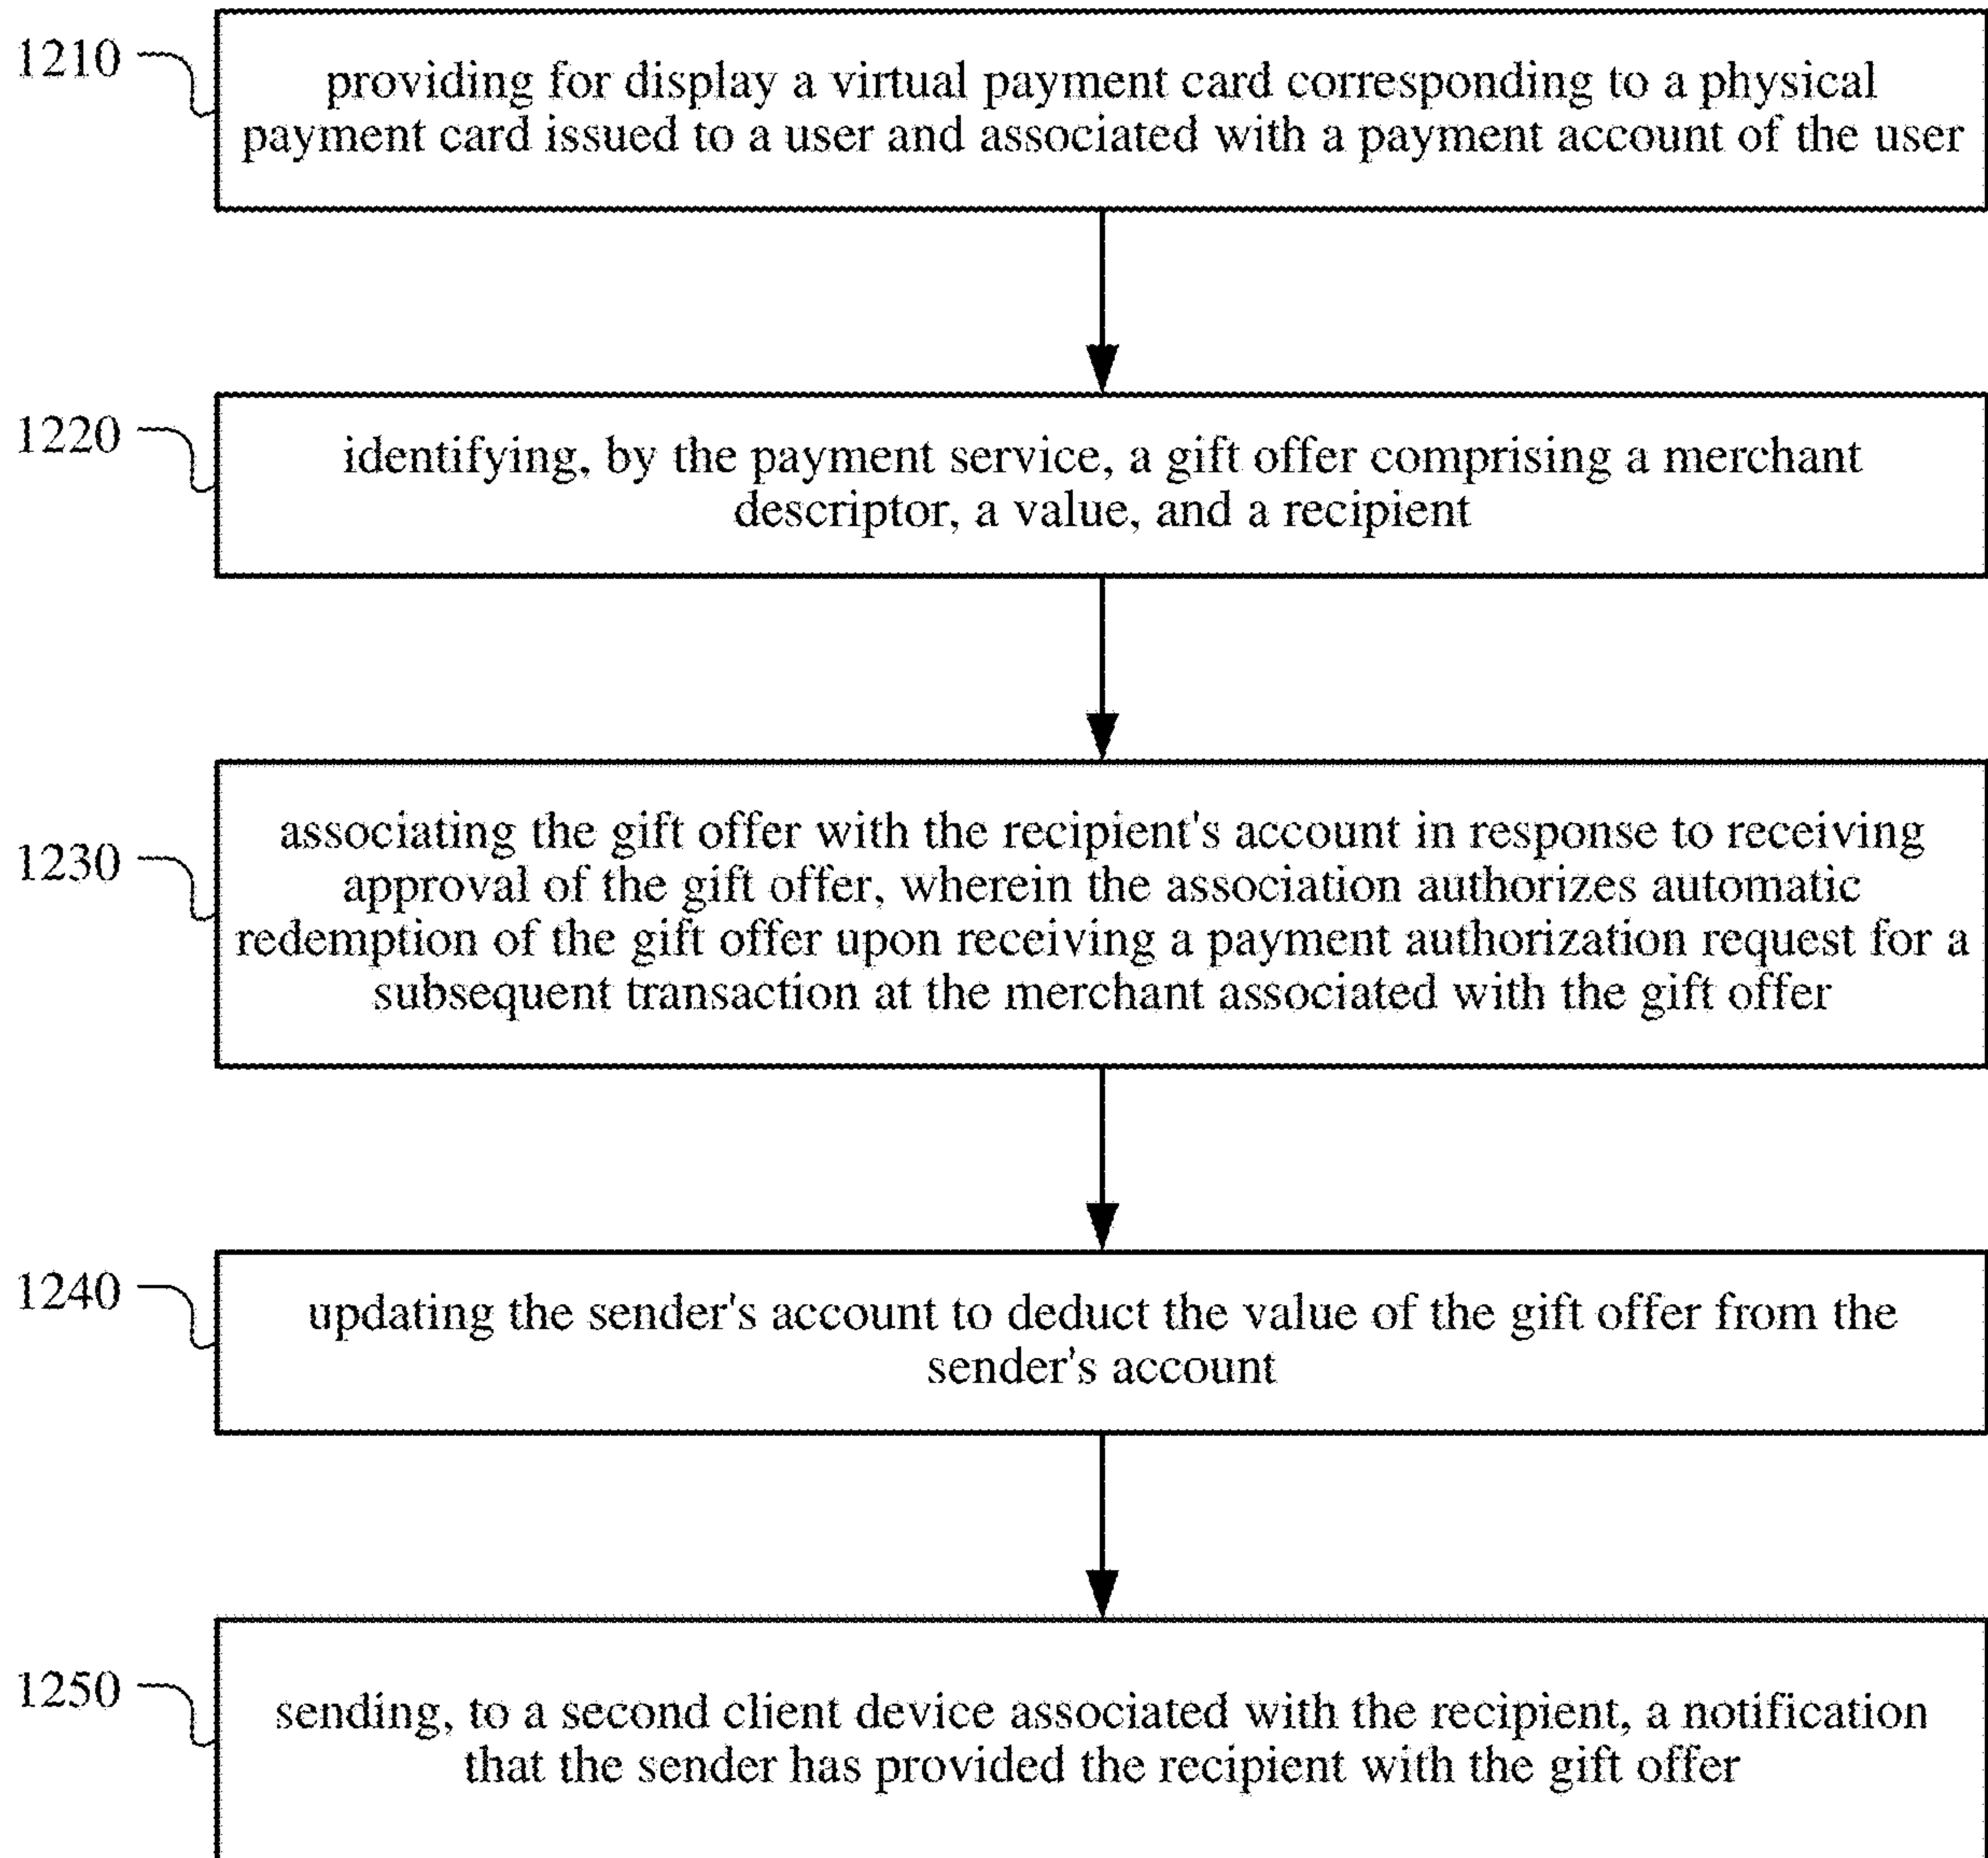 1210
providing for display a virtual payment card corresponding to a physical
payment card issued to a user and associated with a payment account of the user
1220
identifying, by the payment service, a gift offer comprising a merchant
descriptor, a value, and a recipient
1230
associating the gift offer with the recipient's account in response to receiving
approval of the gift offer, wherein the association authorizes automatic
redemption of the gift offer upon receiving a payment authorization request for a
subsequent transaction at the merchant associated with the gift offer
1240
updating the sender's account to deduct the value of the gift offer from the
sender's account
1250
sending, to a second client device associated with the recipient, a notification
that the sender has provided the recipient with the gift offer